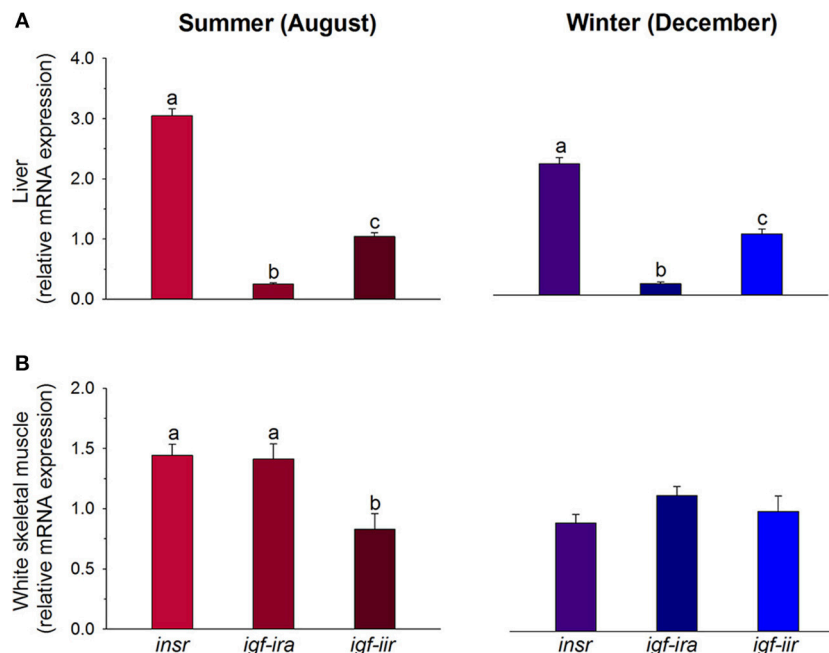 A
Summer (August)
Winter (December)
Liver
(relative mRNA expression)
4.0
3.0
2.0
1.0
0.0
a
b
c
a
b
c
B
White skeletal muscle
(relative mRNA expression)
2.0
1.5
1.0
0.5
0.0
a
a
b
insr
igf-ira
igf-iir
insr
igf-ira
igf-iir